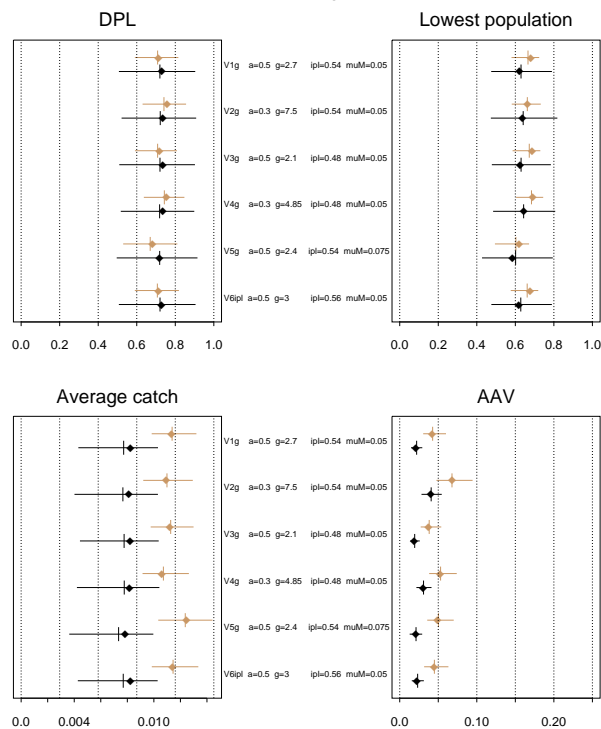 DPL
Lowest population
V1g a=0.5 g=2.7 ipl=0.54 muM=0.05
V2g a=0.3 g=7.5 ipl=0.54 muM=0.05
V3g a=0.5 g=2.1 ipl=0.48 muM=0.05
V4g a=0.3 g=4.85 ipl=0.48 muM=0.05
V5g a=0.5 g=2.4 ipl=0.54 muM=0.075
V6ipl a=0.5 g=3 ipl=0.56 muM=0.05
0.0 0.2 0.4 0.6 0.8 1.0
0.0 0.2 0.4 0.6 0.8 1.0
Average catch
AAV
V1g a=0.5 g=2.7 ipl=0.54 muM=0.05
V2g a=0.3 g=7.5 ipl=0.54 muM=0.05
V3g a=0.5 g=2.1 ipl=0.48 muM=0.05
V4g a=0.3 g=4.85 ipl=0.48 muM=0.05
V5g a=0.5 g=2.4 ipl=0.54 muM=0.075
V6ipl a=0.5 g=3 ipl=0.56 muM=0.05
0.0 0.004 0.010
0.0 0.10 0.20